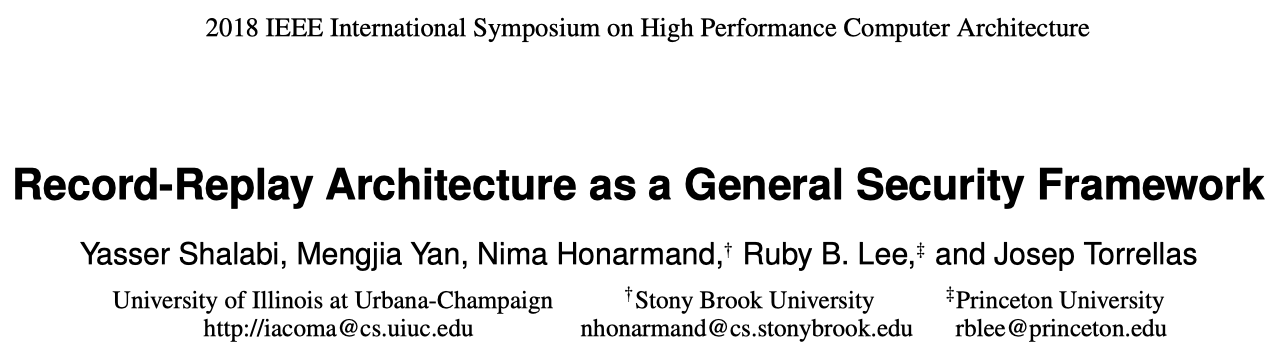 2018 IEEE International Symposium on High Performance Computer Architecture
Record-Replay Architecture as a General Security Framework
Yasser Shalabi, Mengjia Yan, Nima Honarmand,† Ruby B. Lee,‡ and Josep Torrellas
University of Illinois at Urbana-Champaign †Stony Brook University ‡Princeton University
http://iacoma@cs.uiuc.edu nhonarmand@cs.stonybrook.edu rblee@princeton.edu